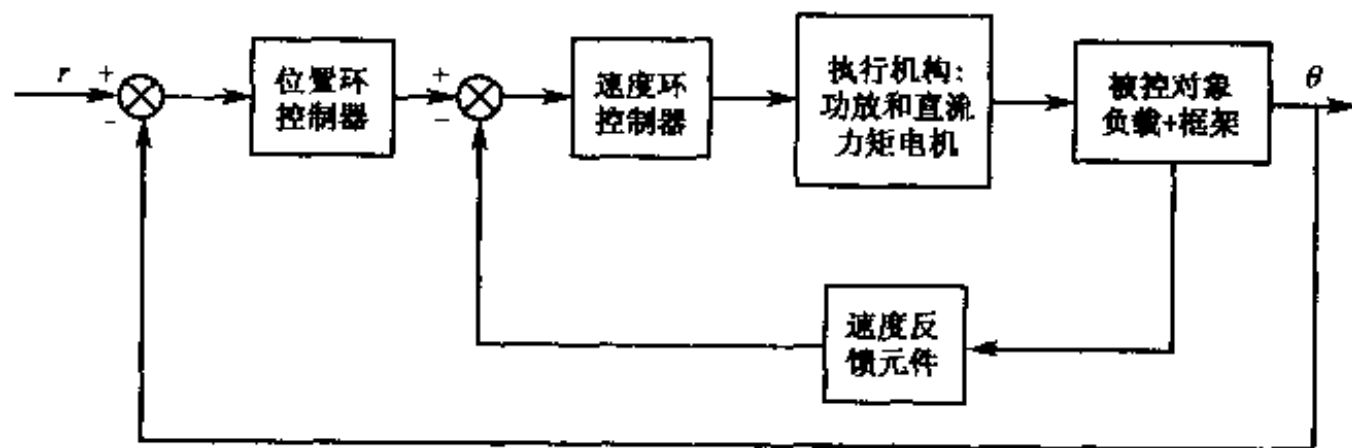 r
+
-
位置环
控制器
+
-
速度环
控制器
执行机构：
功放和直流
力矩电机
被控对象
负载+框架
θ
速度反
馈元件